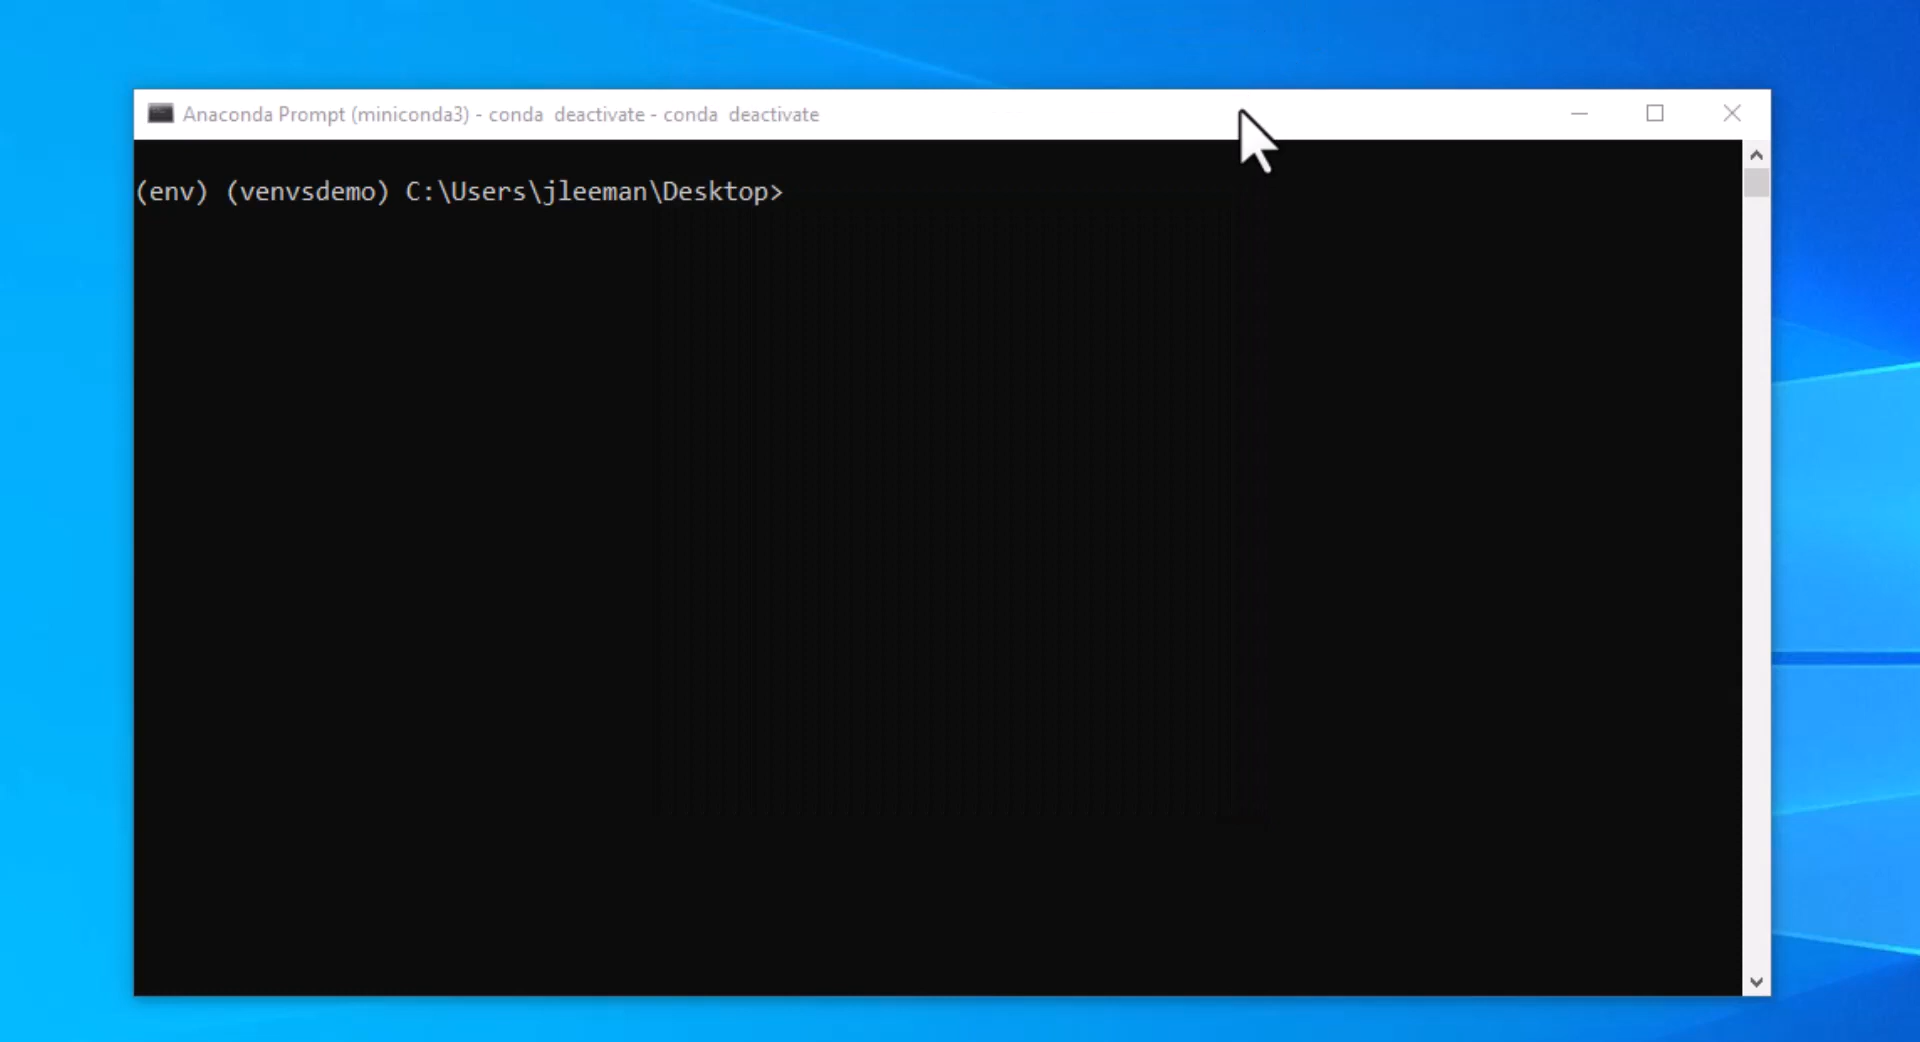 Anaconda Prompt (miniconda3) - conda  deactivate - conda  deactivate
(env) (venvsdemo) C:\Users\jleeman\Desktop>